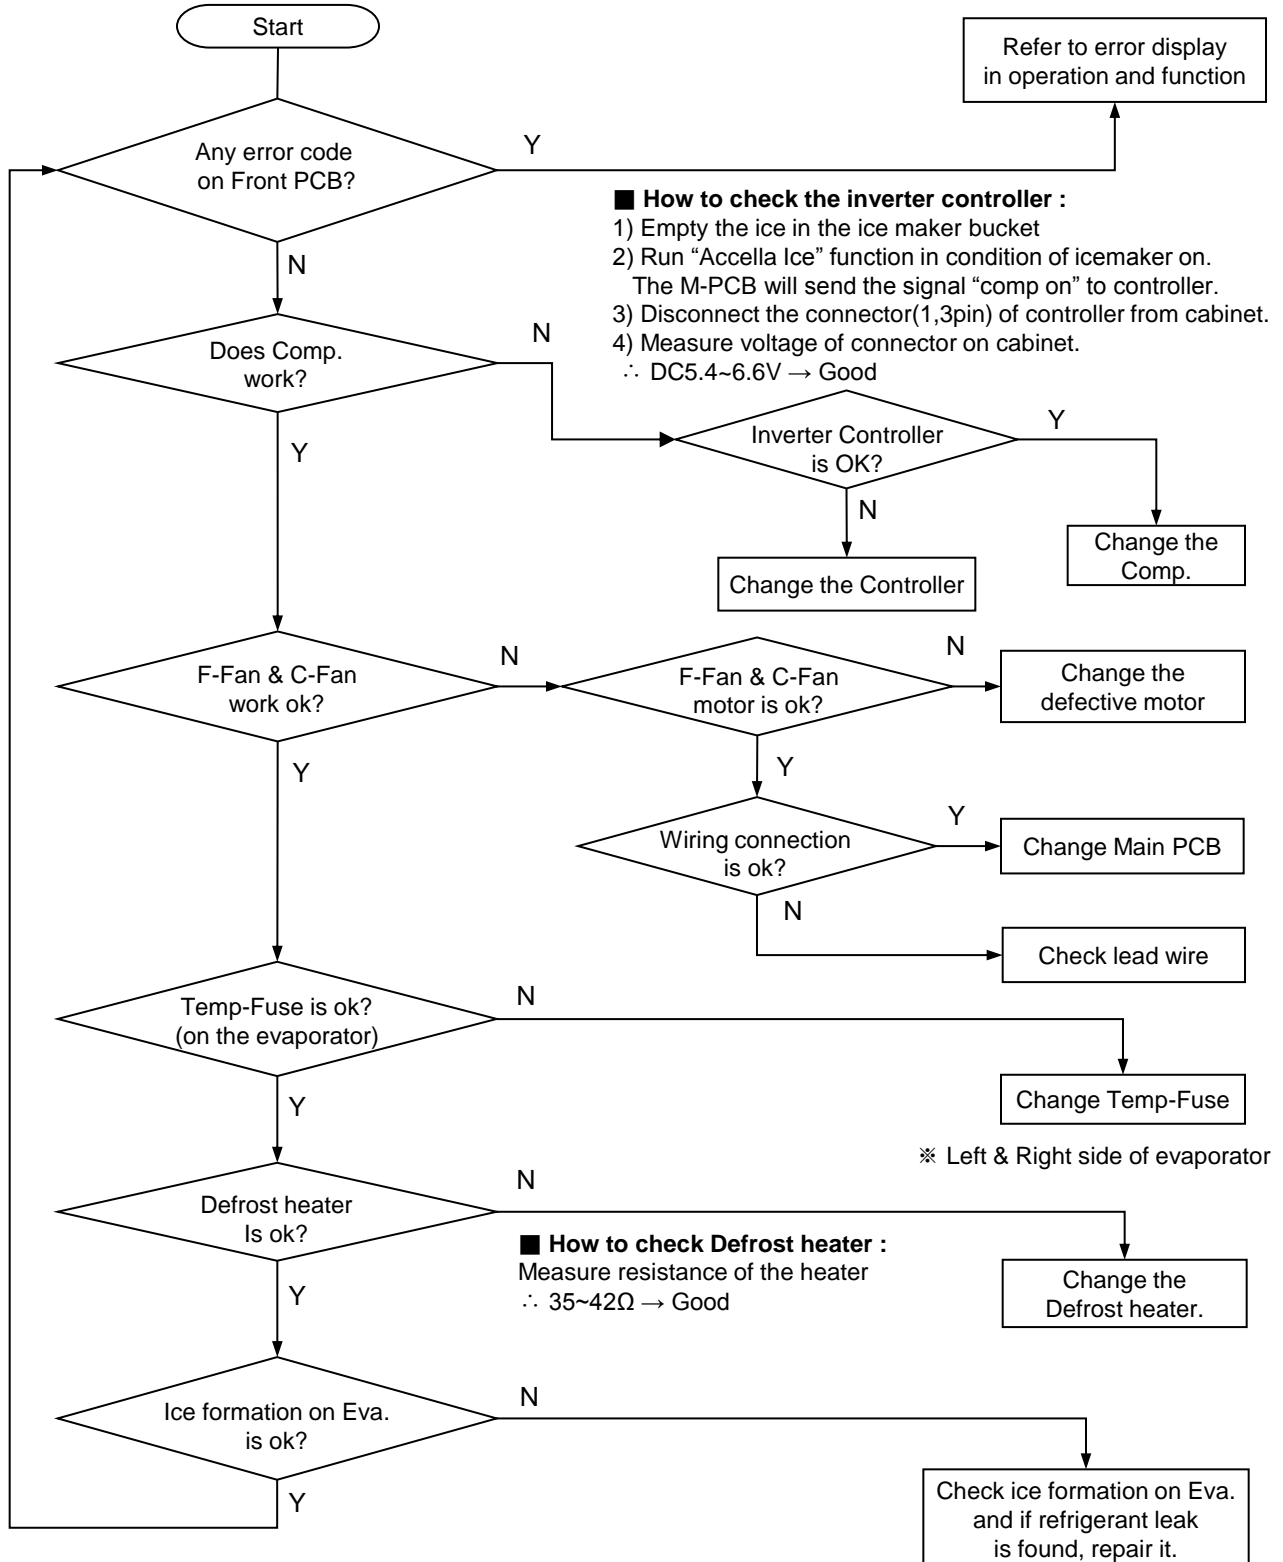 Start
Refer to error display
in operation and function
Any error code
on Front PCB?
Y
N
■ How to check the inverter controller :
1) Empty the ice in the ice maker bucket
2) Run “Accella Ice” function in condition of icemaker on.
The M-PCB will send the signal “comp on” to controller.
3) Disconnect the connector(1,3pin) of controller from cabinet.
4) Measure voltage of connector on cabinet.
∴ DC5.4~6.6V → Good
Does Comp.
work?
N
Y
Inverter Controller
is OK?
Y
N
Change the
Comp.
Change the Controller
F-Fan & C-Fan
work ok?
N
Y
F-Fan & C-Fan
motor is ok?
N
Y
Change the
defective motor
Wiring connection
is ok?
Y
N
Change Main PCB
Check lead wire
Temp-Fuse is ok?
(on the evaporator)
N
Y
Change Temp-Fuse
※ Left & Right side of evaporator
Defrost heater
Is ok?
N
Y
■ How to check Defrost heater :
Measure resistance of the heater
∴ 35~42Ω → Good
Change the
Defrost heater.
Ice formation on Eva.
is ok?
N
Y
Check ice formation on Eva.
and if refrigerant leak
is found, repair it.